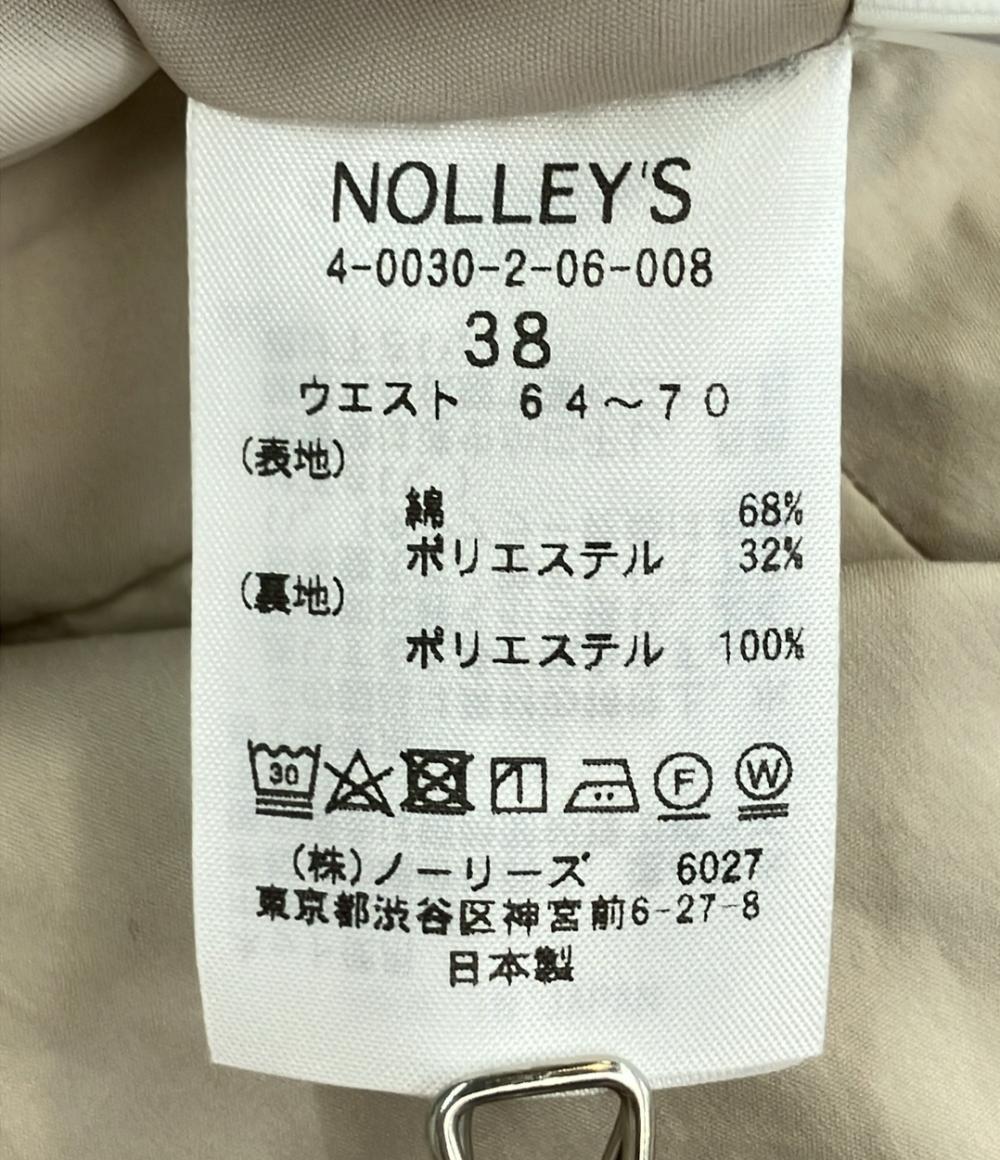 NOLLEY'S
4-0030-2-06-008
38
ウエスト 64〜70
(表地)
綿 68%
ポリエステル 32%
(裏地)
ポリエステル 100%
30 F W
(株)ノーリーズ 6027
東京都渋谷区神宮前6-27-8
日本製